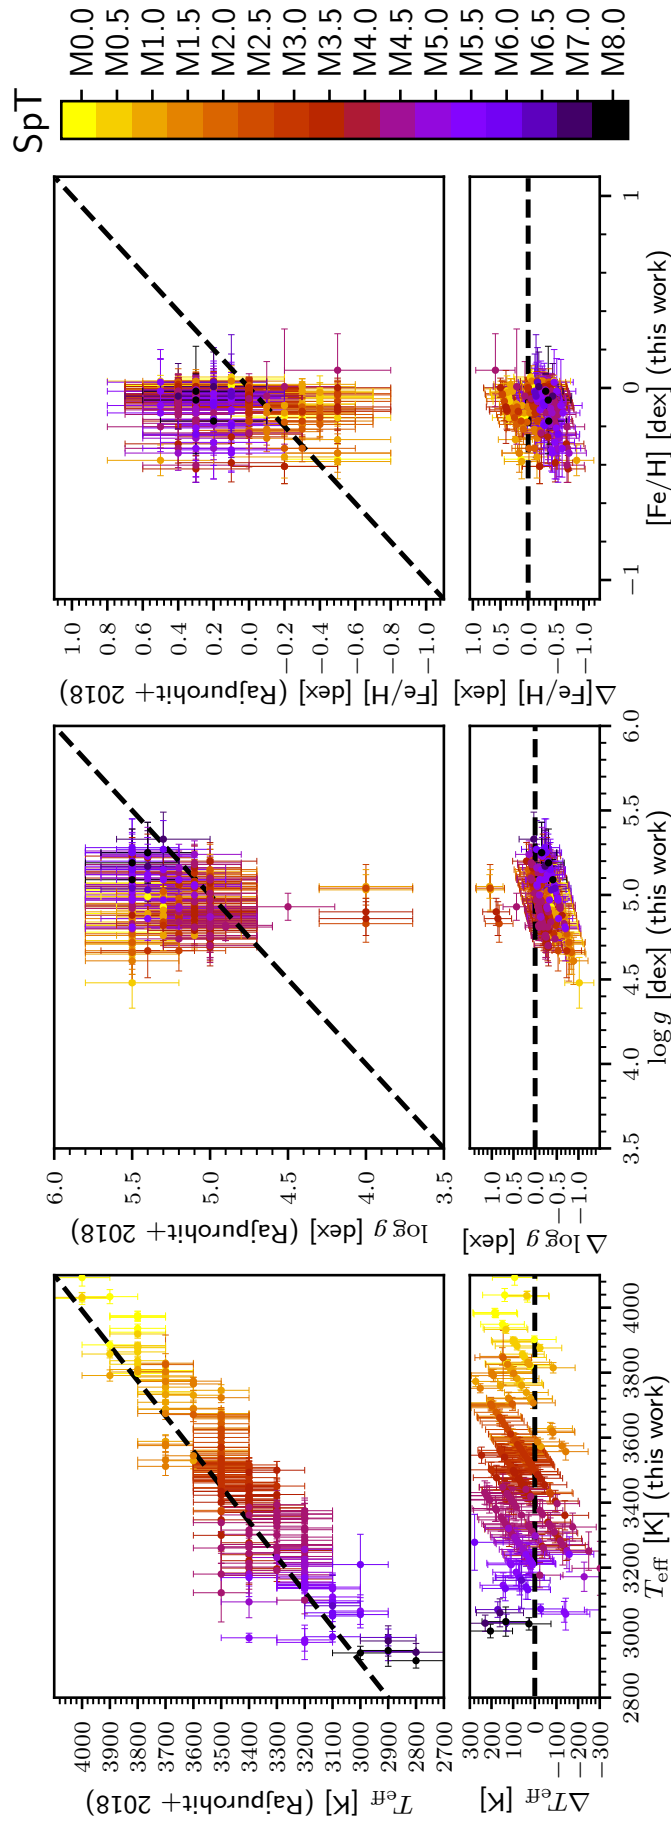 4000
3900
3800
3700
3600
3500
3400
3300
3200
3100
3000
2900
2800
2700
T_eff [K] (Rajpurohit+ 2018)
300
200
100
0
−100
−200
−300
ΔT_eff [K]
2800 3000 3200 3400 3600 3800 4000
T_eff [K] (this work)
6.0
5.5
5.0
4.5
4.0
3.5
log g [dex] (Rajpurohit+ 2018)
1.0
0.5
0.0
−0.5
−1.0
Δ log g [dex]
3.5 4.0 4.5 5.0 5.5 6.0
log g [dex] (this work)
1.0
0.8
0.6
0.4
0.2
0.0
−0.2
−0.4
−0.6
−0.8
−1.0
[Fe/H] [dex] (Rajpurohit+ 2018)
1.0
0.5
0.0
−0.5
−1.0
Δ[Fe/H] [dex]
−1 0 1
[Fe/H] [dex] (this work)
SpT
M0.0
M0.5
M1.0
M1.5
M2.0
M2.5
M3.0
M3.5
M4.0
M4.5
M5.0
M5.5
M6.0
M6.5
M7.0
M8.0